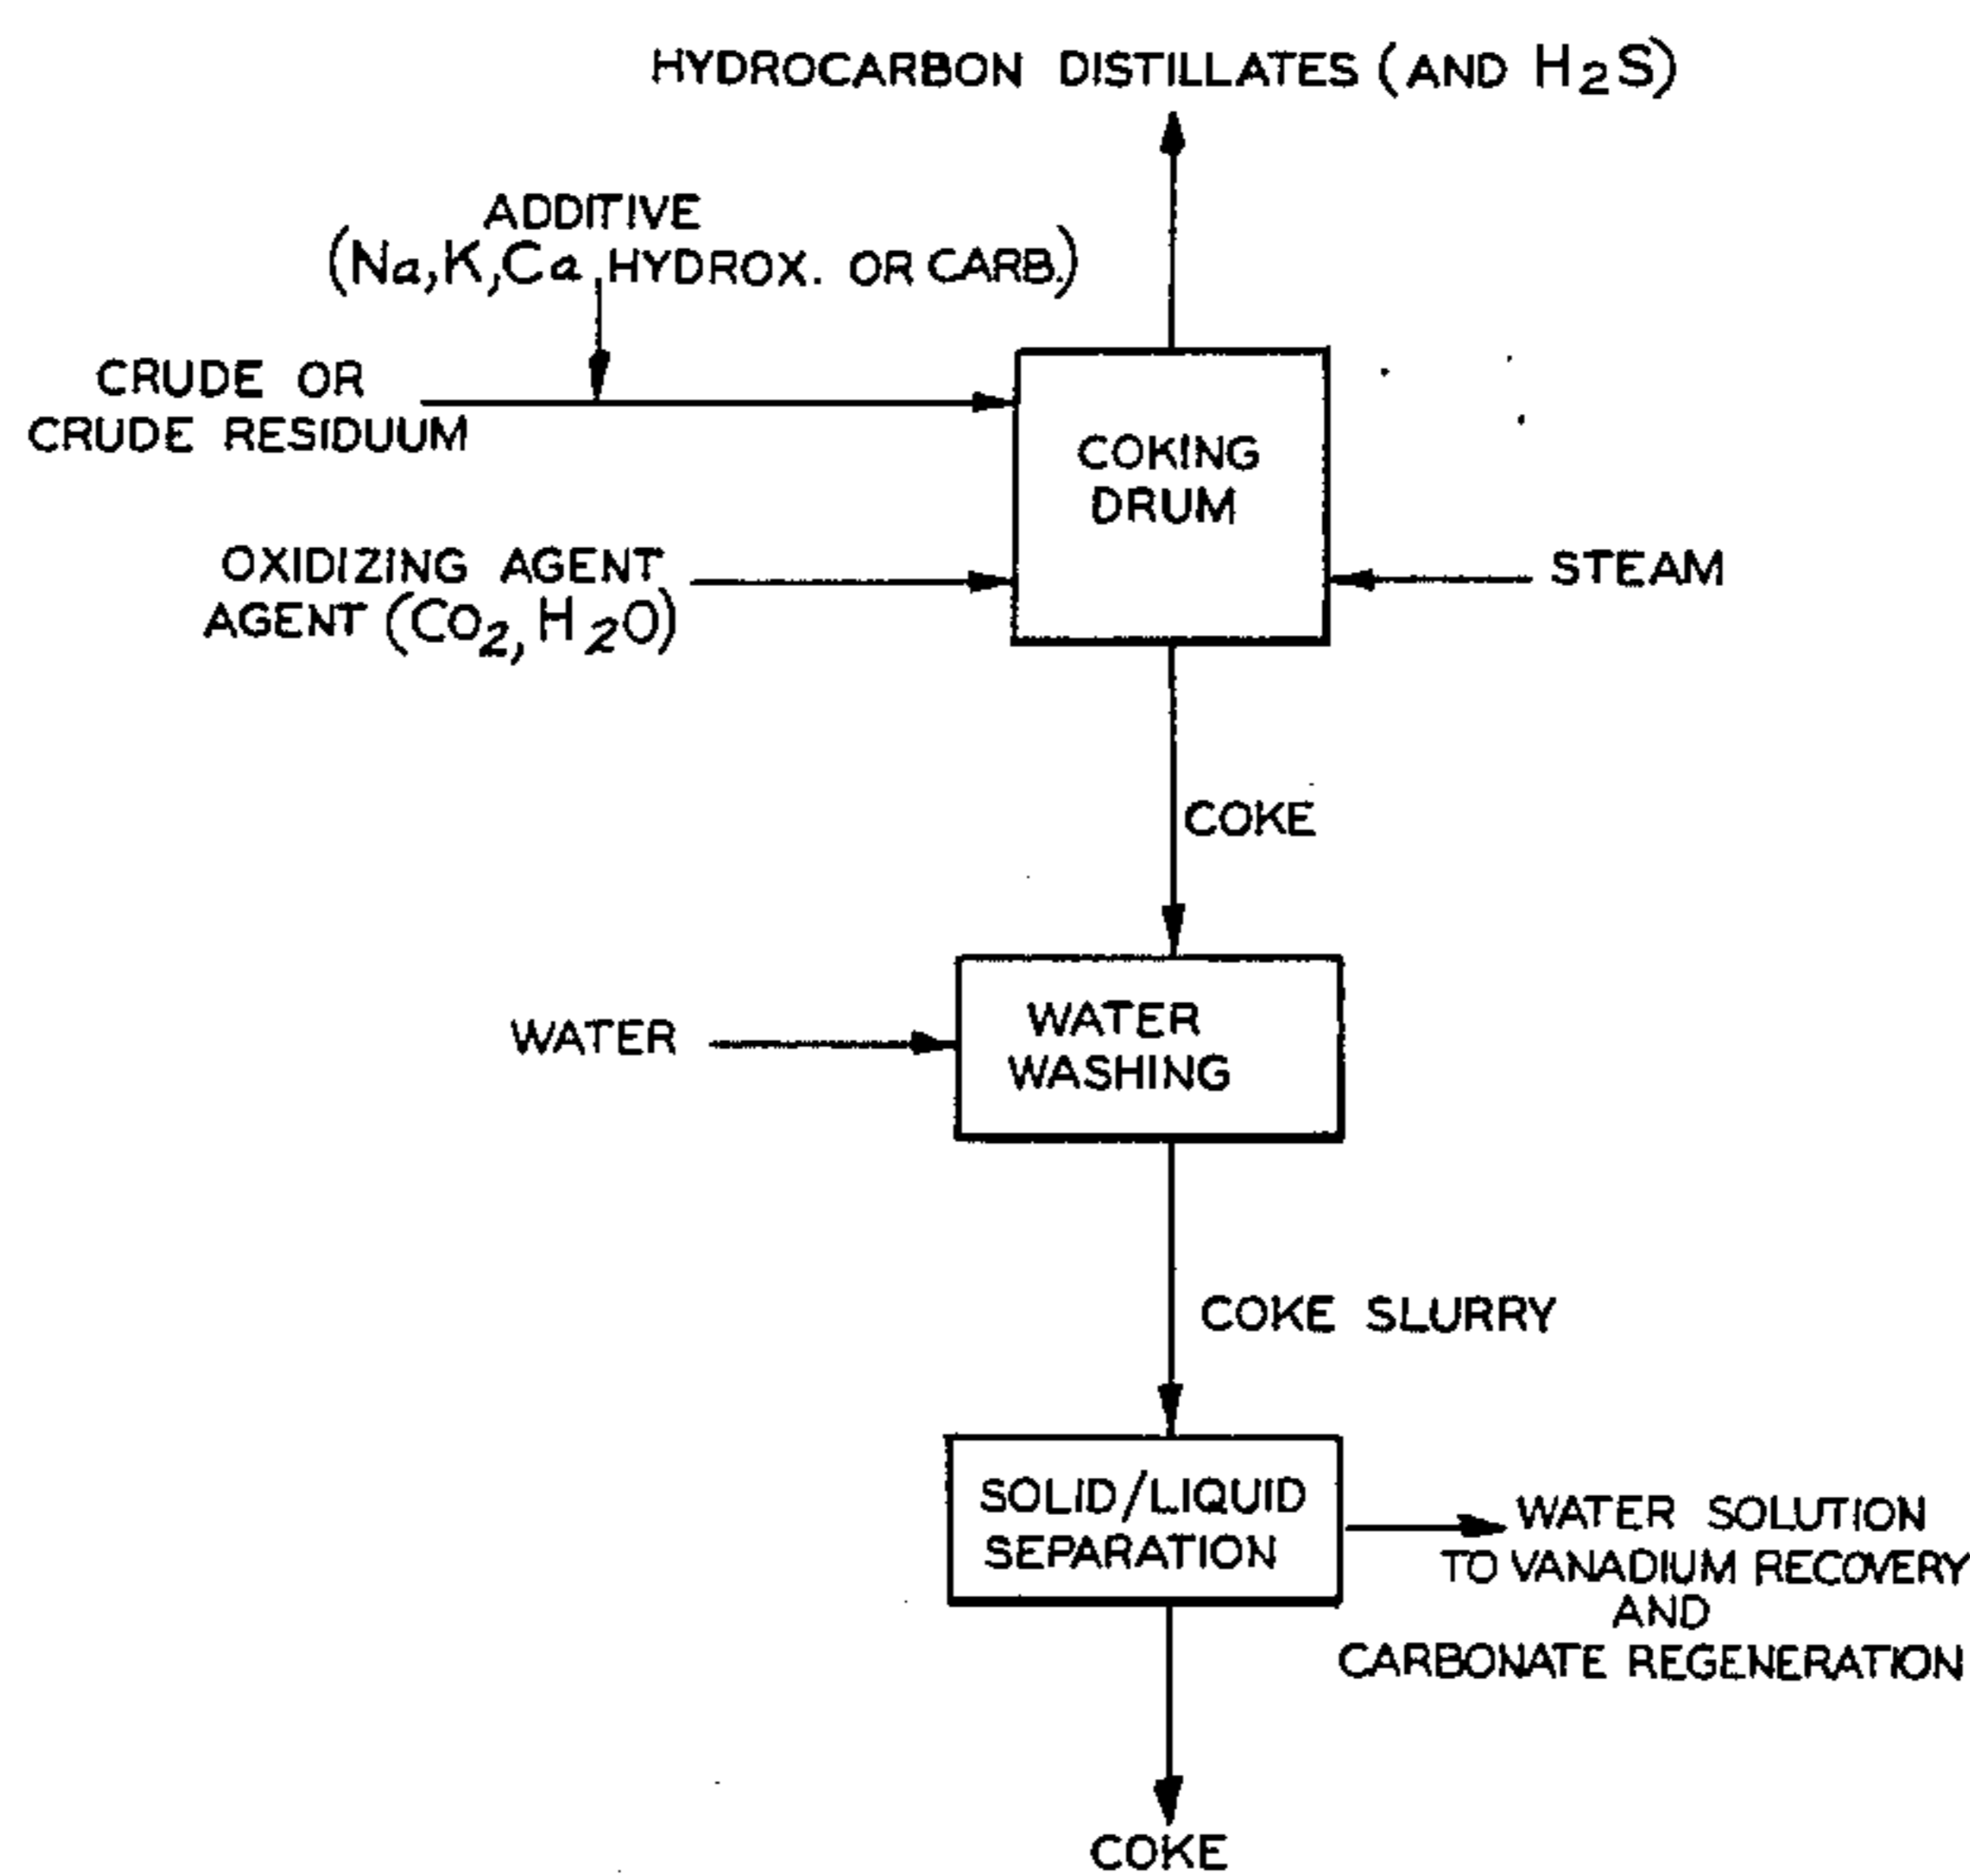 HYDROCARBON DISTILLATES (AND H2S)
ADDITIVE
(Na,K,Ca HYDROX. OR CARB.)
CRUDE OR
CRUDE RESIDUUM
COKING
DRUM
OXIDIZING AGENT
AGENT (CO2, H2O)
STEAM
COKE
WATER
WATER
WASHING
COKE SLURRY
SOLID/LIQUID
SEPARATION
WATER SOLUTION
TO VANADIUM RECOVERY
AND
CARBONATE REGENERATION
COKE